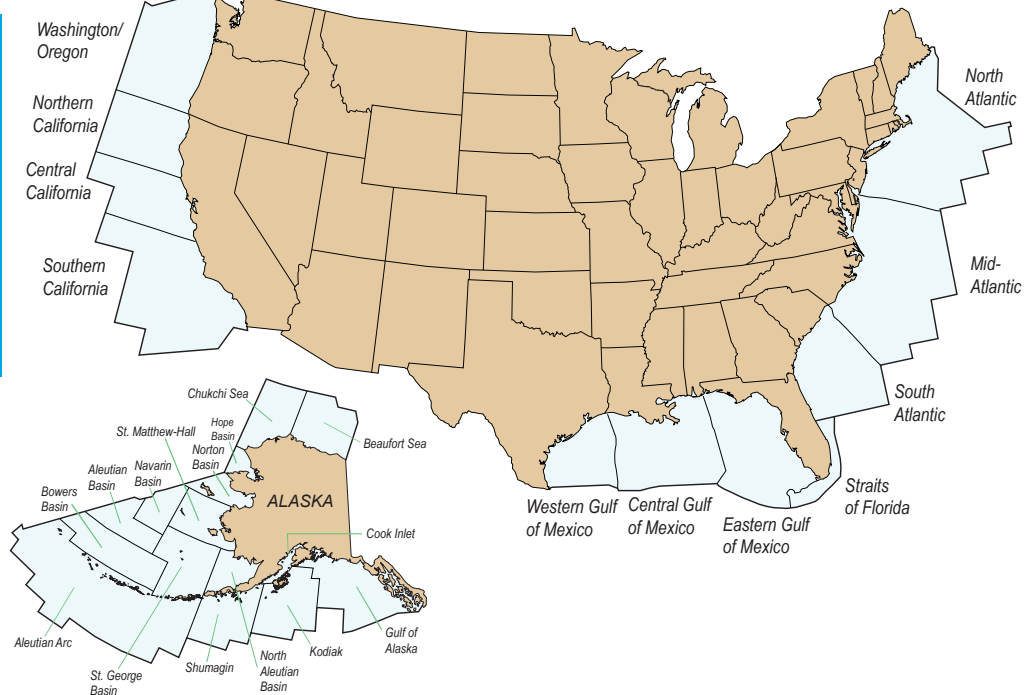 Washington/
Oregon
Northern
California
Central
California
Southern
California
North
Atlantic
Mid-
Atlantic
South
Atlantic
Straits
of Florida
Western Gulf
of Mexico
Central Gulf
of Mexico
Eastern Gulf
of Mexico
Chukchi Sea
Beaufort Sea
Hope
Basin
St. Matthew-Hall
Norton
Basin
Navarin
Basin
Aleutian
Basin
Bowers
Basin
ALASKA
Cook Inlet
Aleutian Arc
St. George
Basin
Shumagin
North
Aleutian
Basin
Kodiak
Gulf of
Alaska